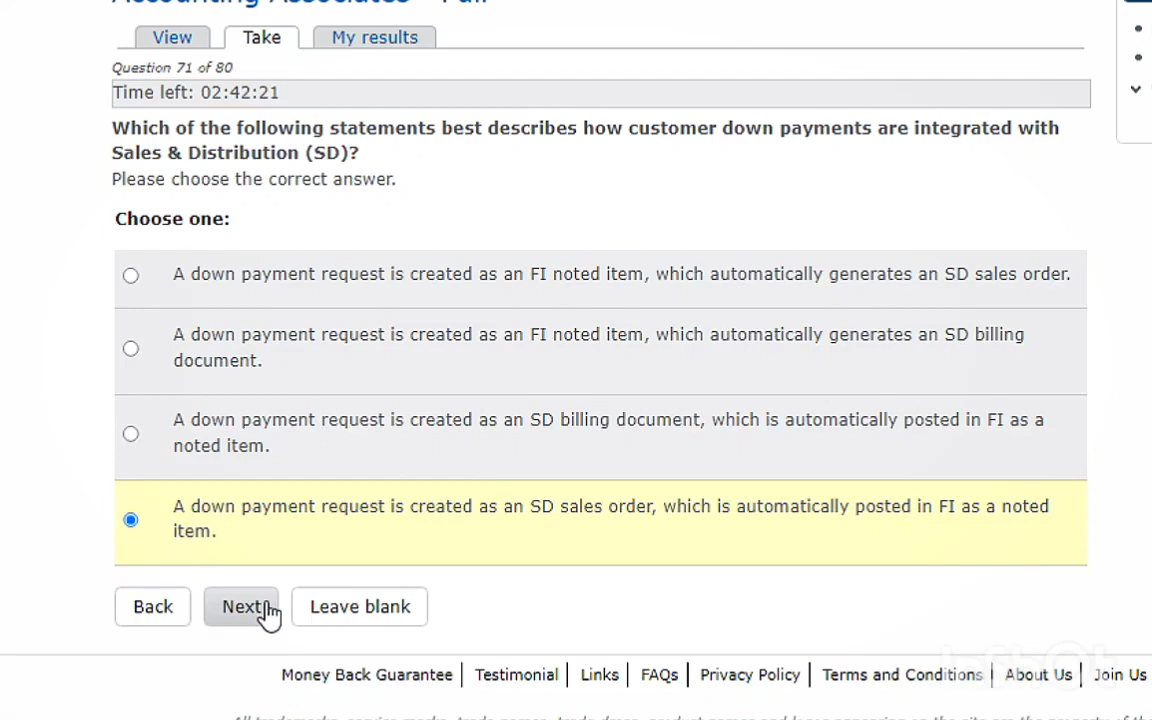 View
Take
My results
Question 71 of 80
Time left: 02:42:21
Which of the following statements best describes how customer down payments are integrated with
Sales & Distribution (SD)?
Please choose the correct answer.
Choose one:
A down payment request is created as an FI noted item, which automatically generates an SD sales order.
A down payment request is created as an FI noted item, which automatically generates an SD billing
document.
A down payment request is created as an SD billing document, which is automatically posted in FI as a
noted item.
A down payment request is created as an SD sales order, which is automatically posted in FI as a noted
item.
Back
Next
Leave blank
Money Back Guarantee
Testimonial
Links
FAQs
Privacy Policy
Terms and Conditions
About Us
Join Us
InShOt